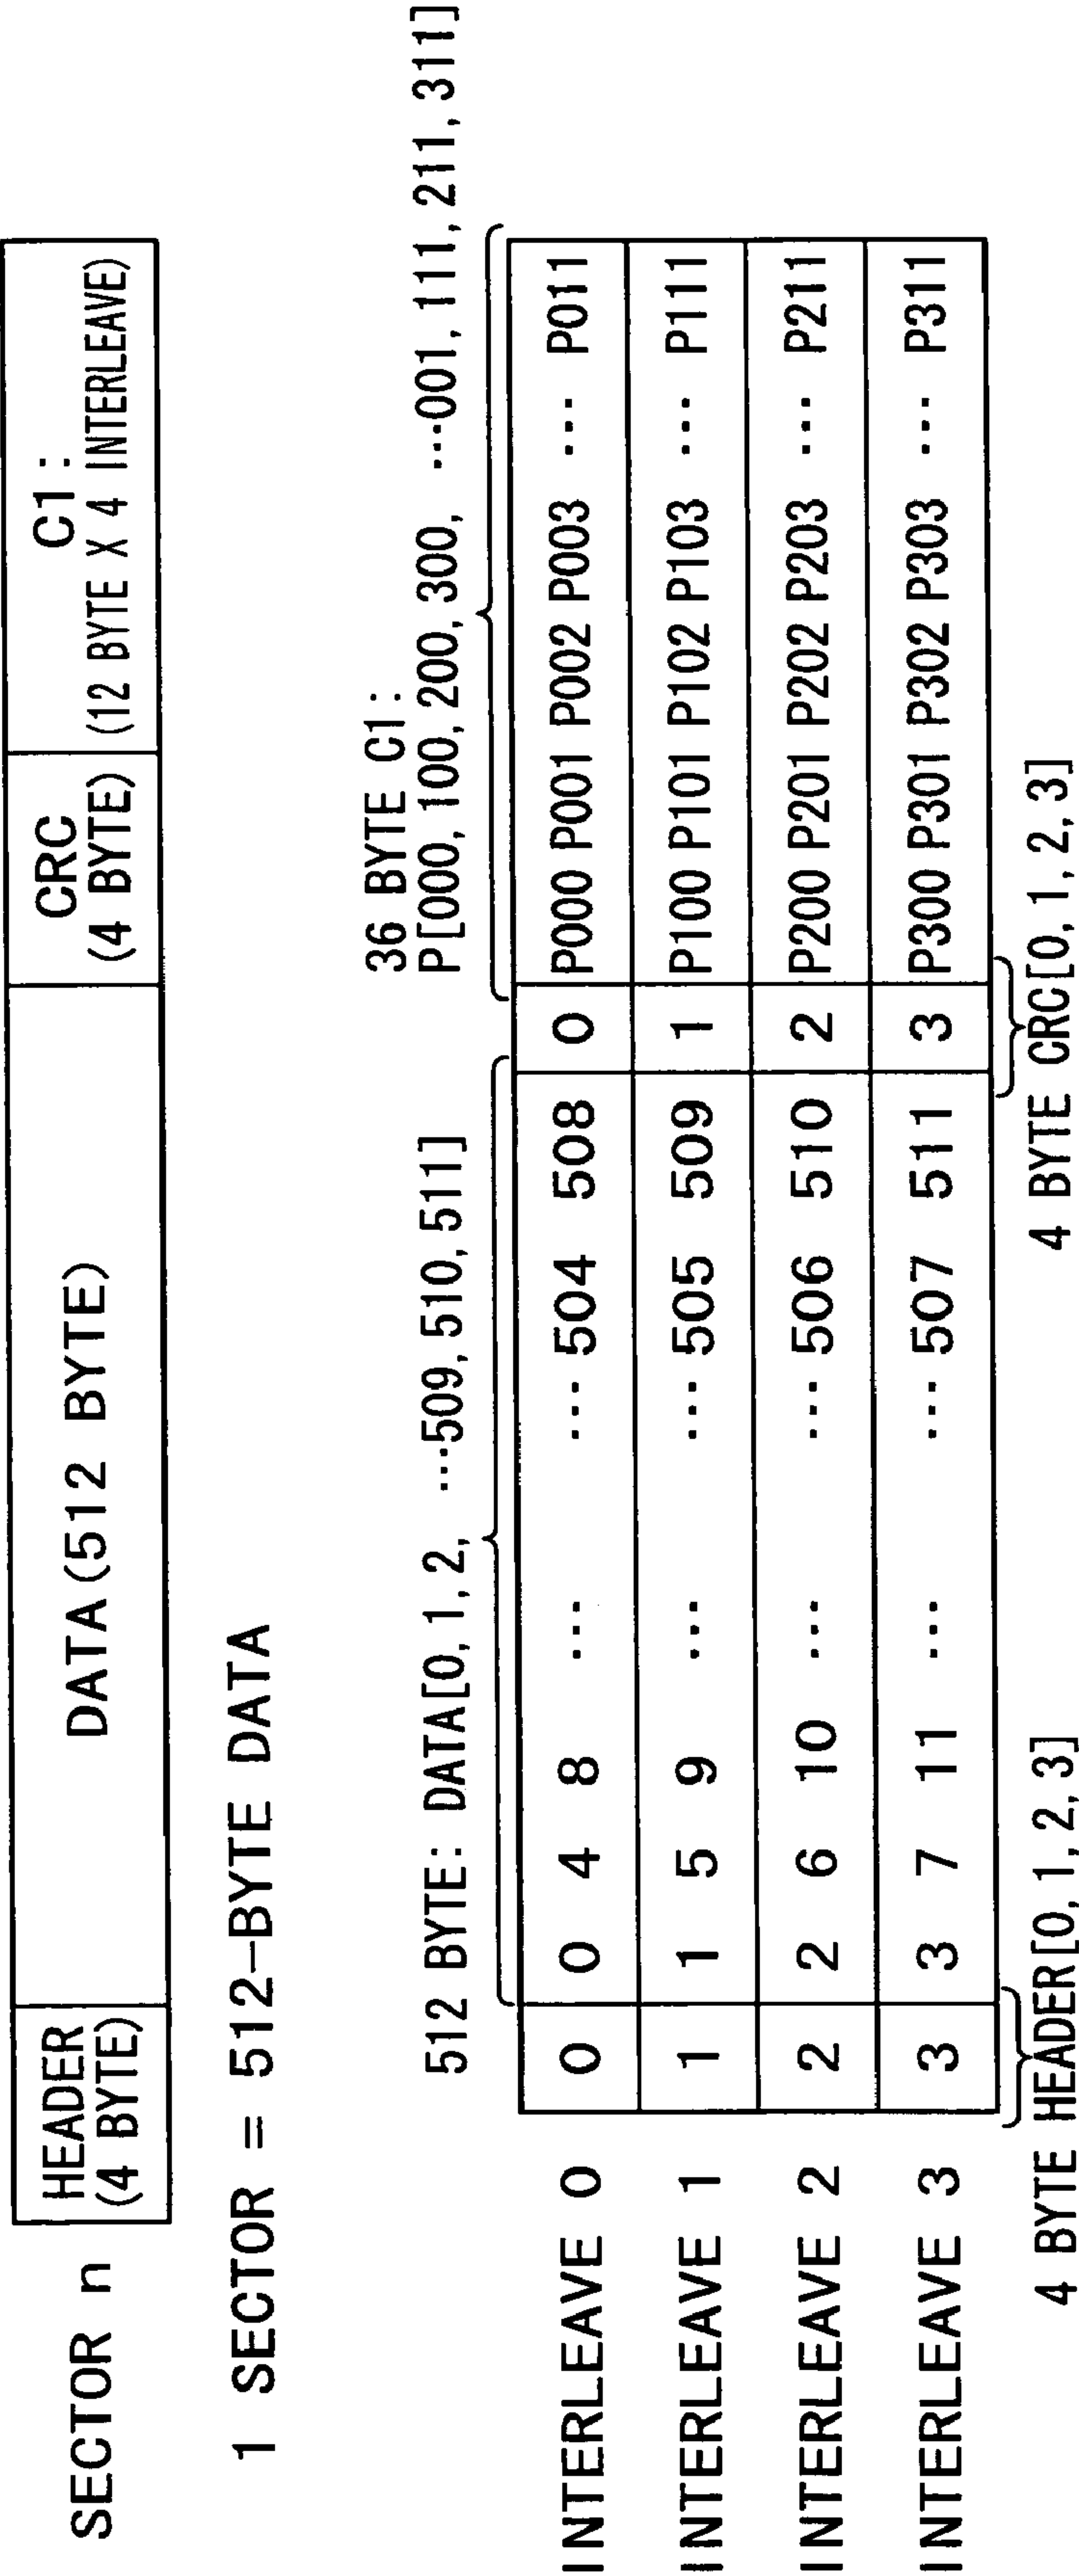 SECTOR n
HEADER
(4 BYTE)
DATA(512 BYTE)
CRC
(4 BYTE)
C1:
(12 BYTE X 4 INTERLEAVE)
1 SECTOR = 512-BYTE DATA
36 BYTE C1:
512 BYTE: DATA[0, 1, 2, ···509, 510, 511]
P[000, 100, 200, 300, ···001, 111, 211, 311]
INTERLEAVE 0 0 0 4 8 ··· ··· 504 508 0 P000 P001 P002 P003 ··· P011
INTERLEAVE 1 1 1 5 9 ··· ··· 505 509 1 P100 P101 P102 P103 ··· P111
INTERLEAVE 2 2 2 6 10 ··· ··· 506 510 2 P200 P201 P202 P203 ··· P211
INTERLEAVE 3 3 3 7 11 ··· ··· 507 511 3 P300 P301 P302 P303 ··· P311
4 BYTE HEADER[0, 1, 2, 3]
4 BYTE CRC[0, 1, 2, 3]